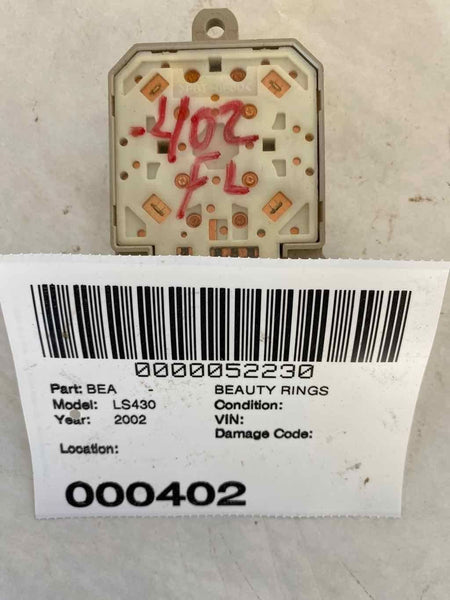 402
FL
0000052230
Part: BEA - BEAUTY RINGS
Model: LS430 Condition:
Year: 2002 VIN:
Damage Code:
Location:
000402